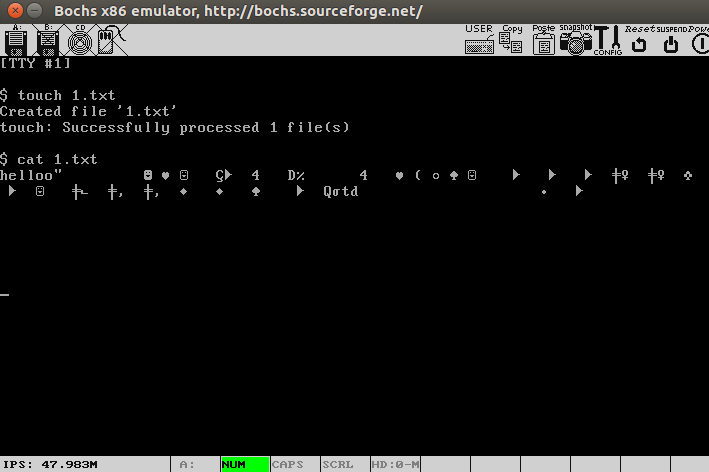 Bochs x86 emulator, http://bochs.sourceforge.net/
A: B: CD USER Copy Paste snapshot CONFIG Reset SUSPEND Power
[TTY #1]
$ touch 1.txt
Created file '1.txt'
touch: Successfully processed 1 file(s)
$ cat 1.txt
helloo" ☻ ♥ ☺ Ç► 4 D% 4 ♥ ( o ♠ ☺ ► ► ► ╪♀ ╪♀
► ☺ ╪, ╪, ♦ ♦ ♠ ► Qσtd ► 
_
IPS: 47.983M A: NUM CAPS SCRL HD:0-M